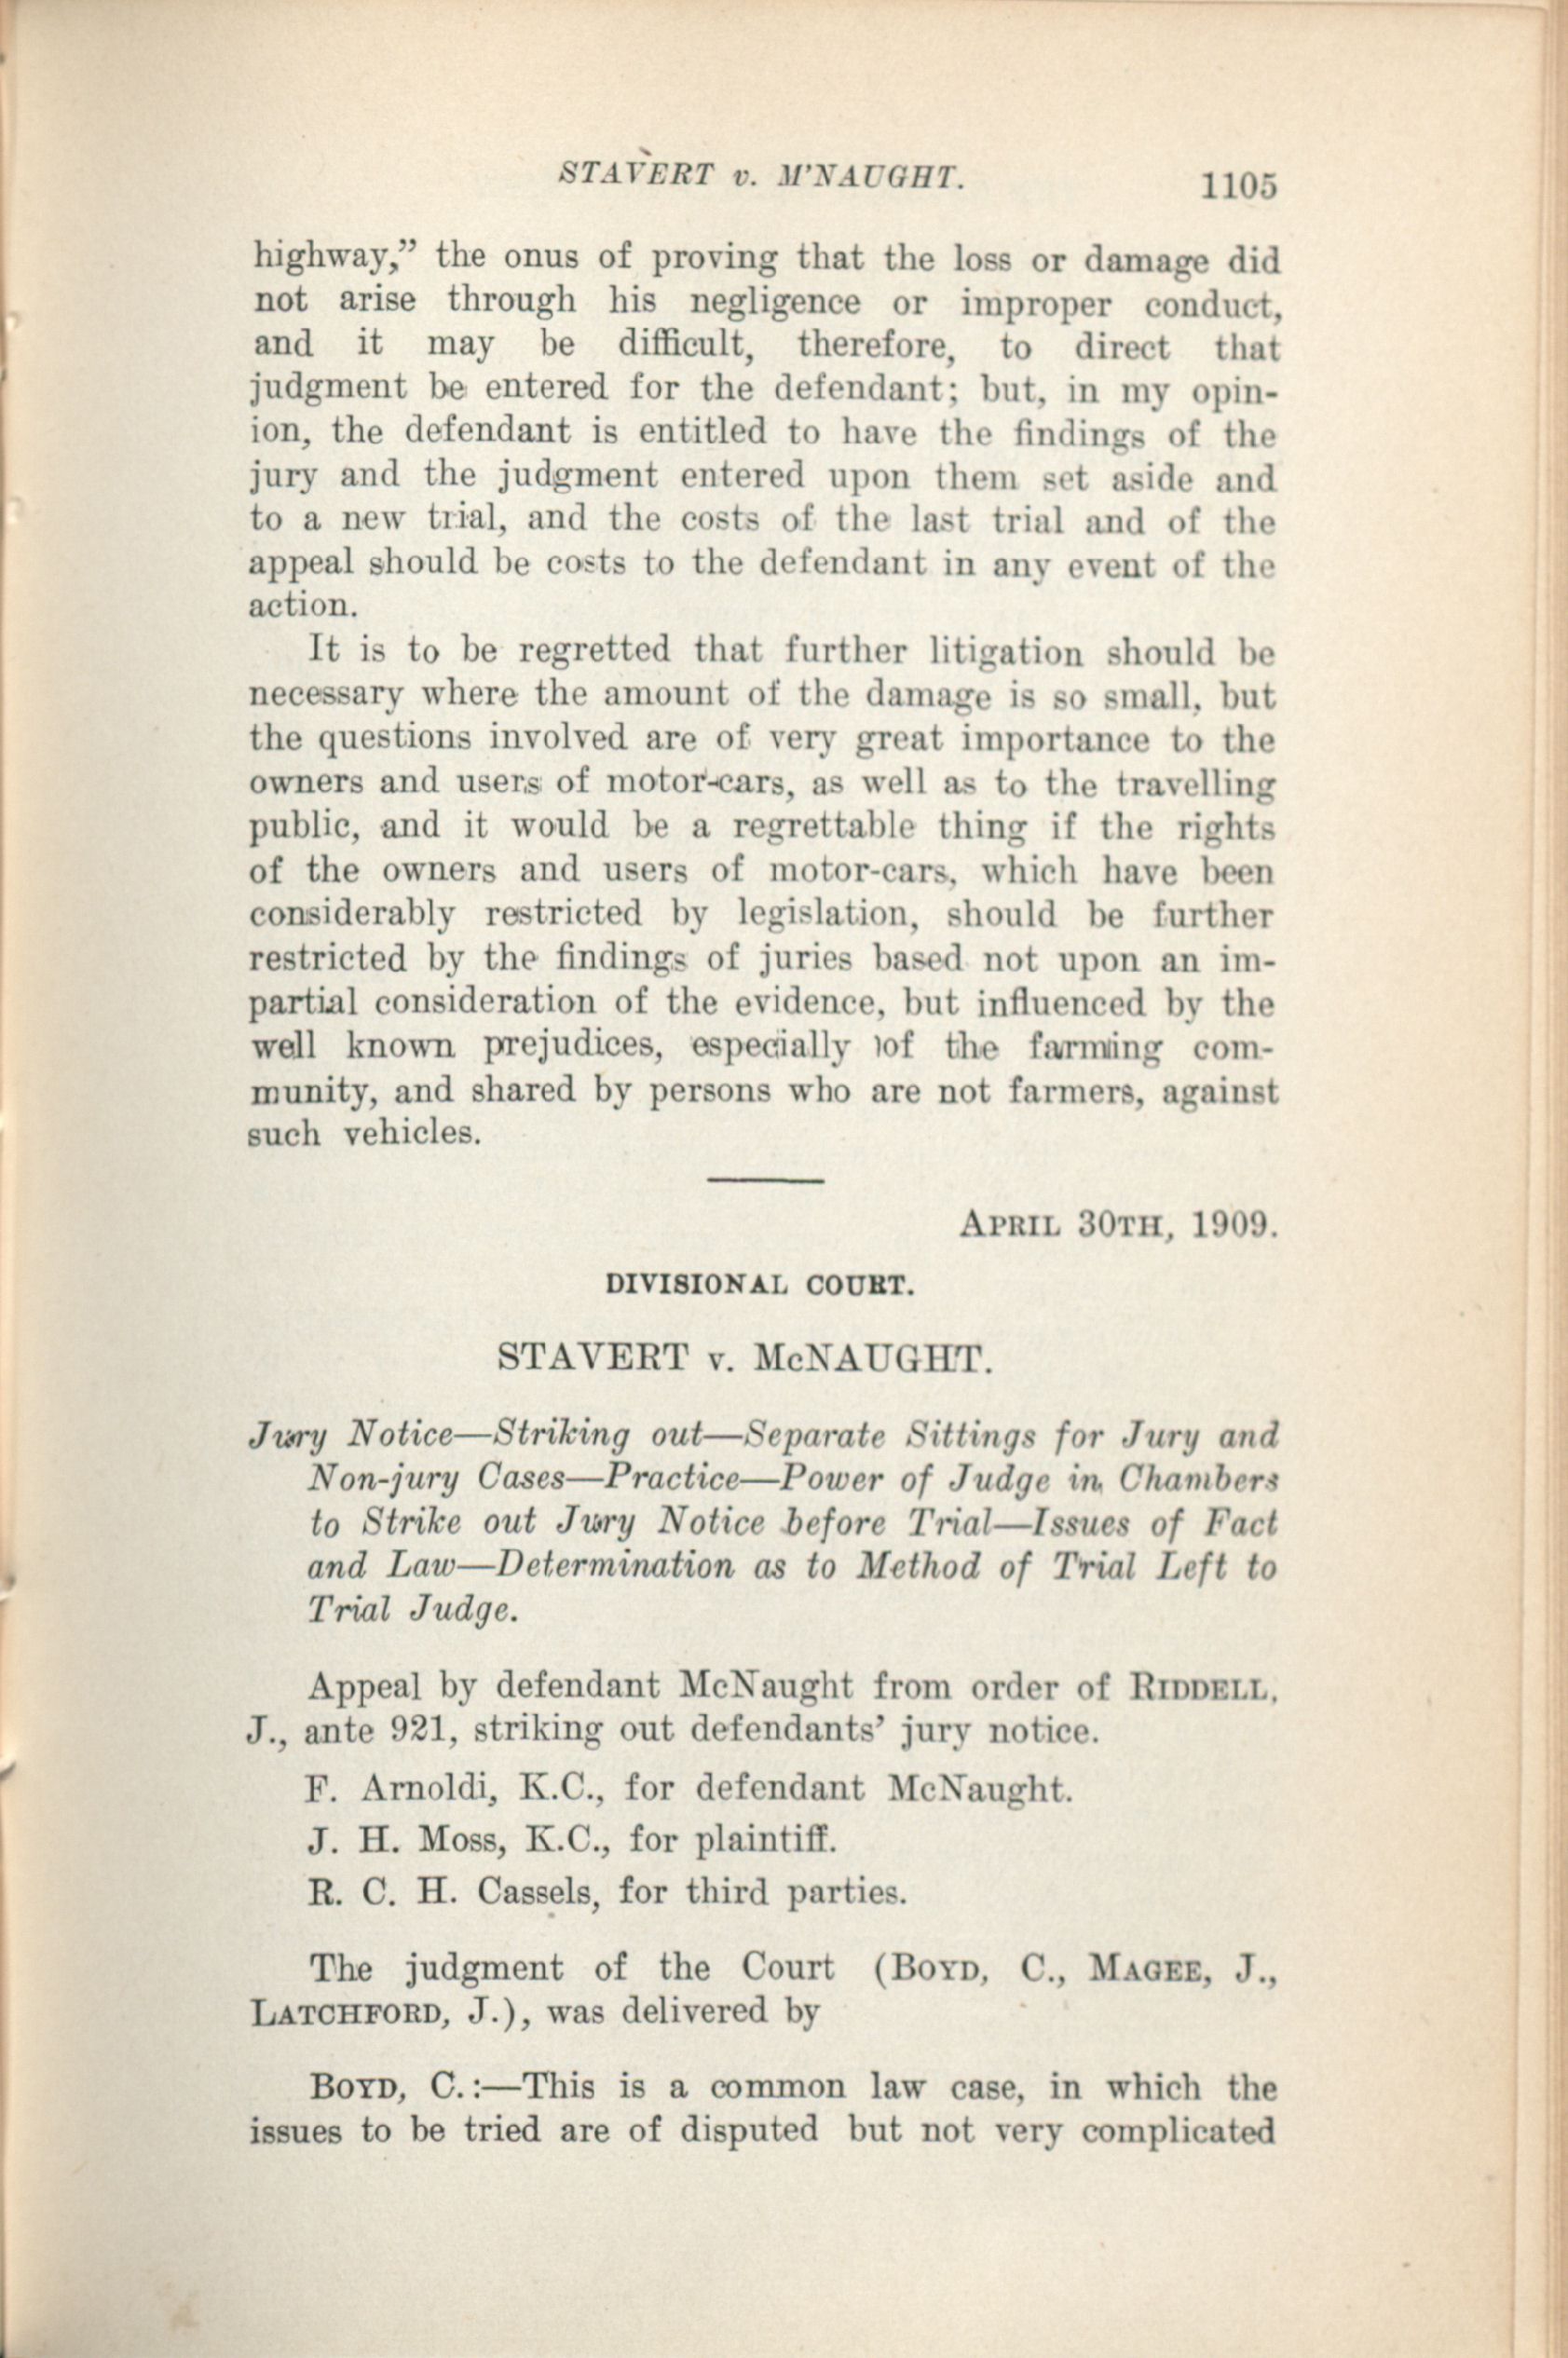 STAVERT v. M'NAUGHT. 1105
highway,” the onus of proving that the loss or damage did
not arise through his negligence or improper conduct,
and it may be difficult, therefore, to direct that
judgment be entered for the defendant; but, in my opin-
ion, the defendant is entitled to have the findings of the
jury and the judgment entered upon them set aside and
to a new trial, and the costs of the last trial and of the
appeal should be costs to the defendant in any event of the
action.
It is to be regretted that further litigation should be
necessary where the amount of the damage is so small, but
the questions involved are of very great importance to the
owners and users of motor-cars, as well as to the travelling
public, and it would be a regrettable thing if the rights
of the owners and users of motor-cars, which have been
considerably restricted by legislation, should be further
restricted by the findings of juries based not upon an im-
partial consideration of the evidence, but influenced by the
well known prejudices, especially of the farming com-
munity, and shared by persons who are not farmers, against
such vehicles.
APRIL 30TH, 1909.
DIVISIONAL COURT.
STAVERT v. McNAUGHT.
Jury Notice—Striking out—Separate Sittings for Jury and
Non-jury Cases—Practice—Power of Judge in Chambers
to Strike out Jury Notice before Trial—Issues of Fact
and Law—Determination as to Method of Trial Left to
Trial Judge.
Appeal by defendant McNaught from order of RIDDELL,
J., ante 921, striking out defendants’ jury notice.
F. Arnoldi, K.C., for defendant McNaught.
J. H. Moss, K.C., for plaintiff.
R. C. H. Cassels, for third parties.
The judgment of the Court (BOYD, C., MAGEE, J.,
LATCHFORD, J.), was delivered by
BOYD, C.:—This is a common law case, in which the
issues to be tried are of disputed but not very complicated